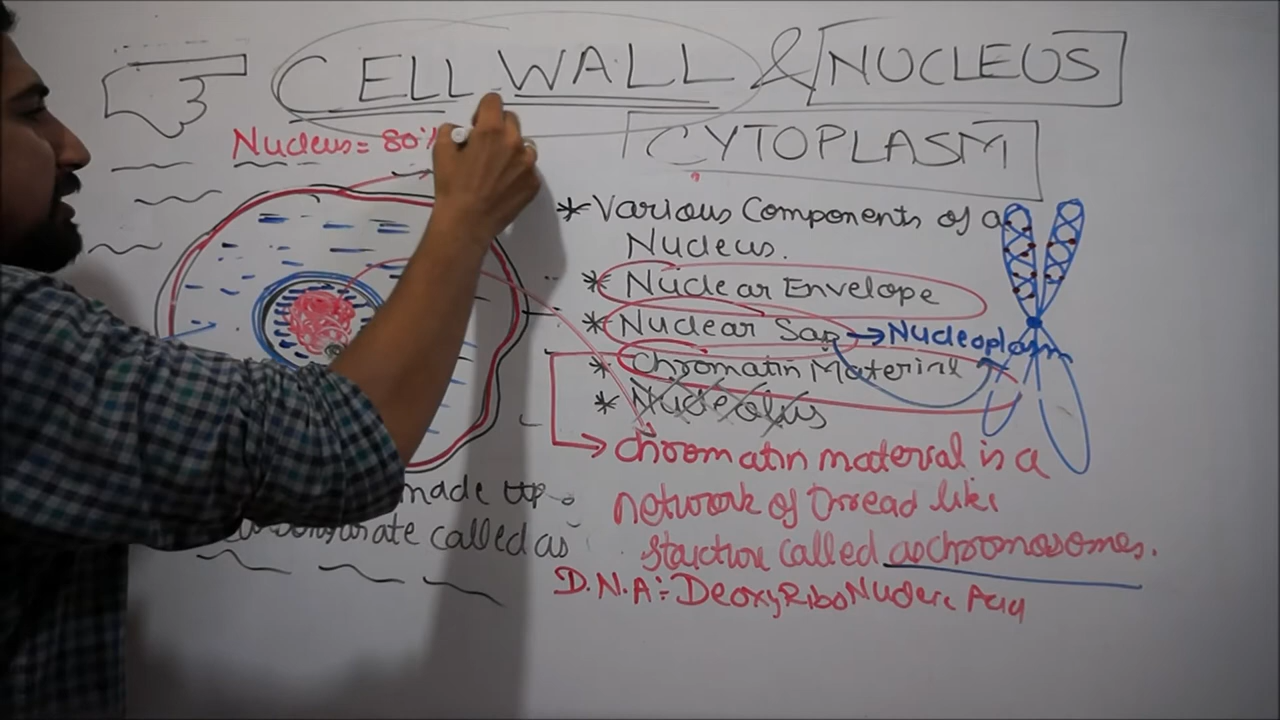 CELL WALL & NUCLEUS
CYTOPLASM
Nucleus = 80%
* Various Components of a
Nucleus.
* Nuclear Envelope
* Nuclear Sap → Nucleoplasm
* Chromatin Material
* Nucleolus
Chromatin material is a
network of thread like
structure called as chromosomes.
D.N.A:- DeoxyRiboNucleic Acid
made up
called as